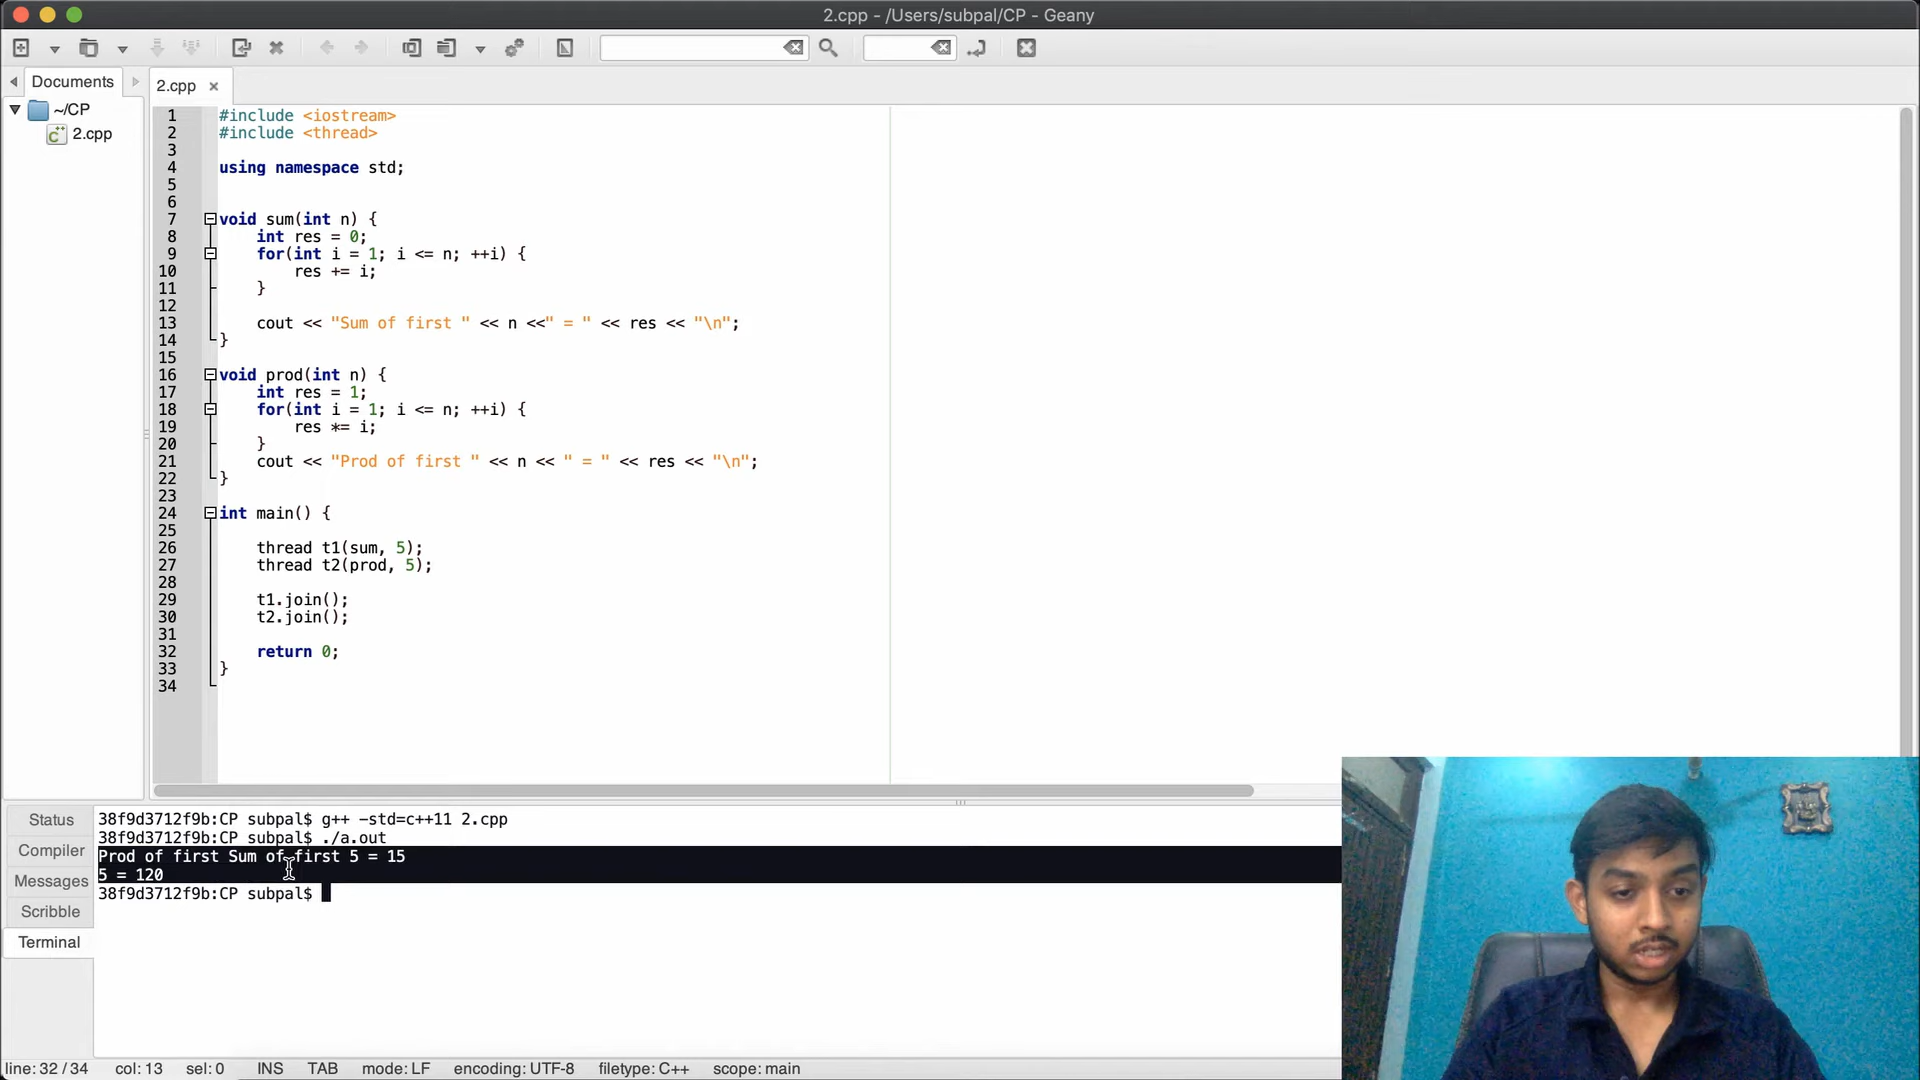 2.cpp - /Users/subpal/CP - Geany
Documents
2.cpp
~/CP
2.cpp
1 #include <iostream>
2 #include <thread>
3
4 using namespace std;
5
6
7 void sum(int n) {
8 int res = 0;
9 for(int i = 1; i <= n; ++i) {
10 res += i;
11 }
12
13 cout << "Sum of first " << n <<" = " << res << "\n";
14 }
15
16 void prod(int n) {
17 int res = 1;
18 for(int i = 1; i <= n; ++i) {
19 res *= i;
20 }
21 cout << "Prod of first " << n << " = " << res << "\n";
22 }
23
24 int main() {
25
26 thread t1(sum, 5);
27 thread t2(prod, 5);
28
29 t1.join();
30 t2.join();
31
32 return 0;
33 }
34
Status
Compiler
Messages
Scribble
Terminal
38f9d3712f9b:CP subpal$ g++ -std=c++11 2.cpp
38f9d3712f9b:CP subpal$ ./a.out
Prod of first Sum of first 5 = 15
5 = 120
38f9d3712f9b:CP subpal$
line: 32 / 34 col: 13 sel: 0 INS TAB mode: LF encoding: UTF-8 filetype: C++ scope: main